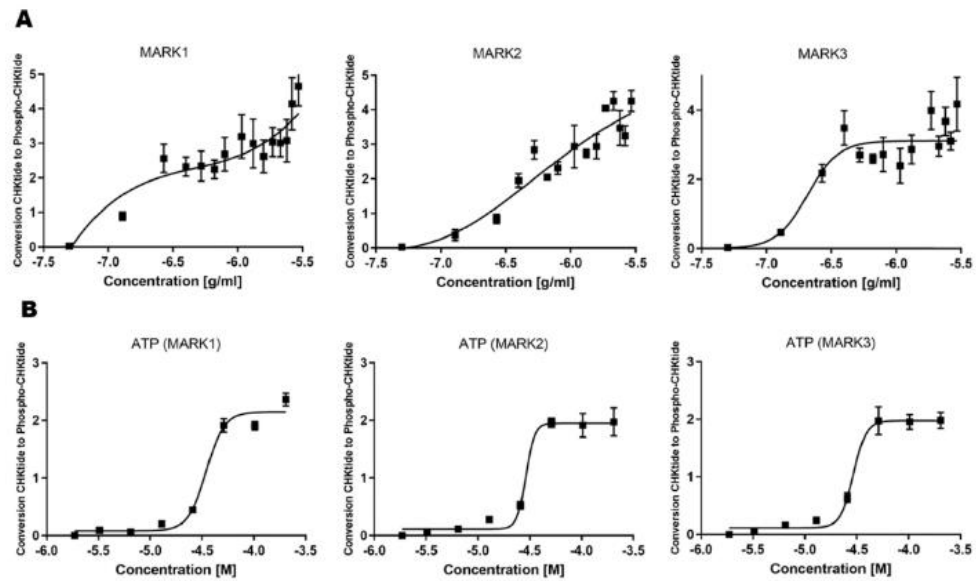 A
MARK1
MARK2
MARK3
Conversion CHKtide to Phospho-CHKtide
5
4
3
2
1
0
-7.5 -7.0 -6.5 -6.0 -5.5
Concentration [g/ml]
Conversion CHKtide to Phospho-CHKtide
5
4
3
2
1
0
-7.5 -7.0 -6.5 -6.0 -5.5
Concentration [g/ml]
Conversion CHKtide to Phospho-CHKtide
4
2
0
-7.5 -7.0 -6.5 -6.0 -5.5
Concentration [g/ml]
B
ATP (MARK1)
ATP (MARK2)
ATP (MARK3)
Conversion CHKtide to Phospho-CHKtide
3
2
1
0
-6.0 -5.5 -5.0 -4.5 -4.0 -3.5
Concentration [M]
Conversion CHKtide to Phospho-CHKtide
3
2
1
0
-6.0 -5.5 -5.0 -4.5 -4.0 -3.5
Concentration [M]
Conversion CHKtide to Phospho-CHKtide
3
2
1
0
-6.0 -5.5 -5.0 -4.5 -4.0 -3.5
Concentration [M]